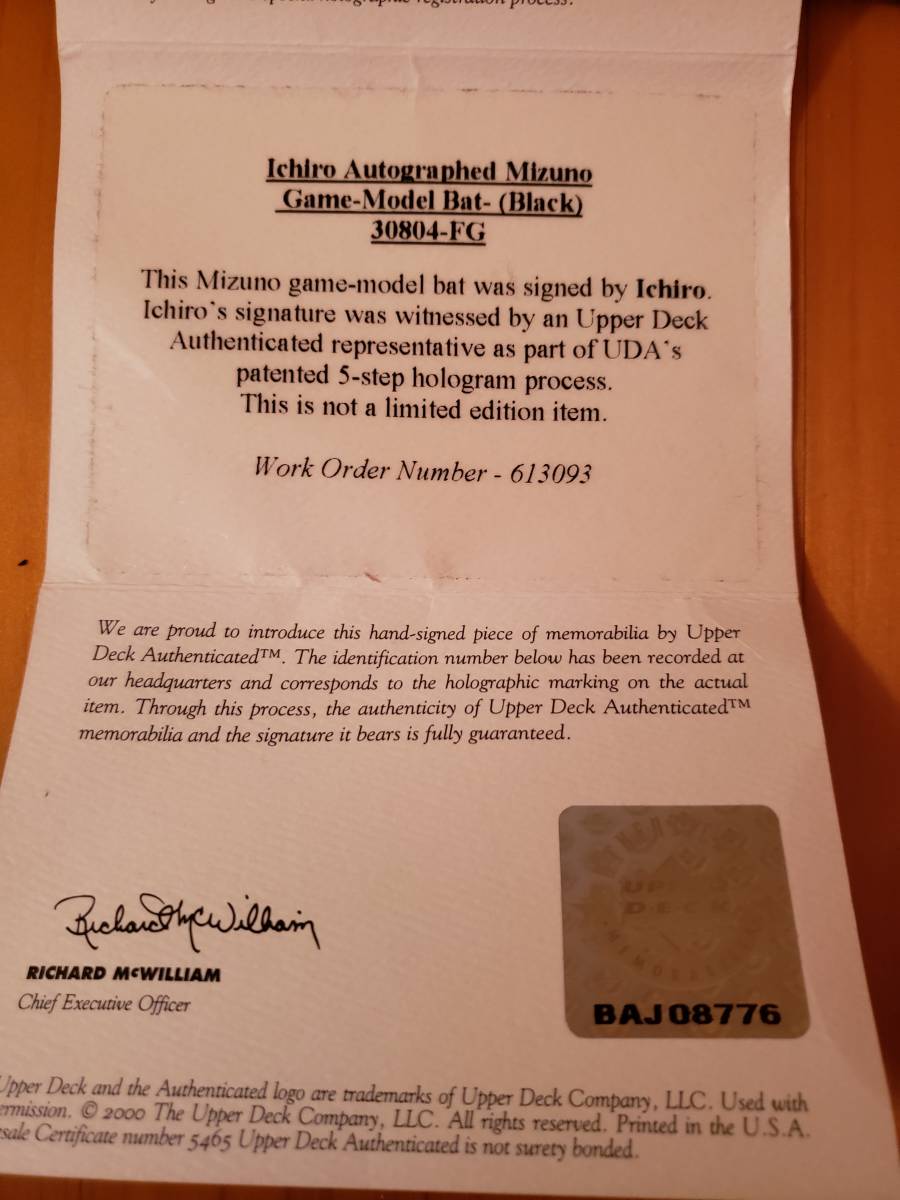 holographic registration process.
Ichiro Autographed Mizuno
Game-Model Bat- (Black)
30804-FG
This Mizuno game-model bat was signed by Ichiro.
Ichiro`s signature was witnessed by an Upper Deck
Authenticated representative as part of UDA`s
patented 5-step hologram process.
This is not a limited edition item.
Work Order Number - 613093
We are proud to introduce this hand-signed piece of memorabilia by Upper
Deck Authenticated™. The identification number below has been recorded at
our headquarters and corresponds to the holographic marking on the actual
item. Through this process, the authenticity of Upper Deck Authenticated™
memorabilia and the signature it bears is fully guaranteed.
Richard McWilliam
RICHARD McWILLIAM
Chief Executive Officer
UPPER
DECK
BAJ08776
Upper Deck and the Authenticated logo are trademarks of Upper Deck Company, LLC. Used with
ermission. © 2000 The Upper Deck Company, LLC. All rights reserved. Printed in the U.S.A.
sale Certificate number 5465 Upper Deck Authenticated is not surety bonded.